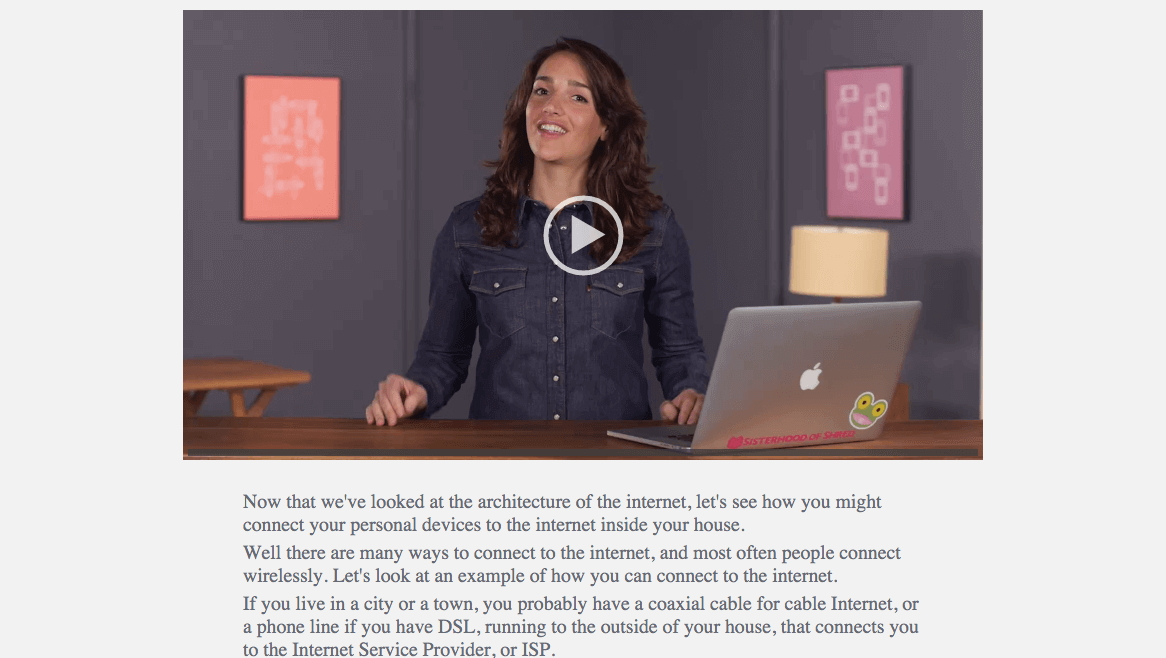 SISTERHOOD OF SHRED
Now that we've looked at the architecture of the internet, let's see how you might
connect your personal devices to the internet inside your house.
Well there are many ways to connect to the internet, and most often people connect
wirelessly. Let's look at an example of how you can connect to the internet.
If you live in a city or a town, you probably have a coaxial cable for cable Internet, or
a phone line if you have DSL, running to the outside of your house, that connects you
to the Internet Service Provider, or ISP.